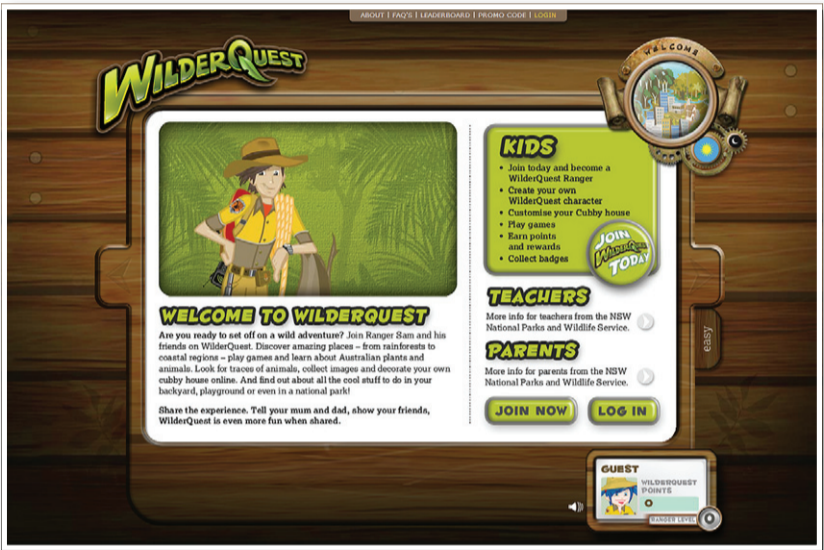 ABOUT | FAQ'S | LEADERBOARD | PROMO CODE | LOGIN
WILDERQUEST
WELCOME
KIDS
• Join today and become a
WilderQuest Ranger
• Create your own
WilderQuest character
• Customise your Cubby house
• Play games
• Earn points
and rewards
• Collect badges
JOIN
WILDERQUEST
TODAY
WELCOME TO WILDERQUEST
Are you ready to set off on a wild adventure? Join Ranger Sam and his
friends on WilderQuest. Discover amazing places – from rainforests to
coastal regions – play games and learn about Australian plants and
animals. Look for traces of animals, collect images and decorate your own
cubby house online. And find out about all the cool stuff to do in your
backyard, playground or even in a national park!
Share the experience. Tell your mum and dad, show your friends,
WilderQuest is even more fun when shared.
TEACHERS
More info for teachers from the NSW
National Parks and Wildlife Service.
PARENTS
More info for parents from the NSW
National Parks and Wildlife Service.
JOIN NOW
LOG IN
easy
GUEST
WILDERQUEST
POINTS
0
RANGER LEVEL
0